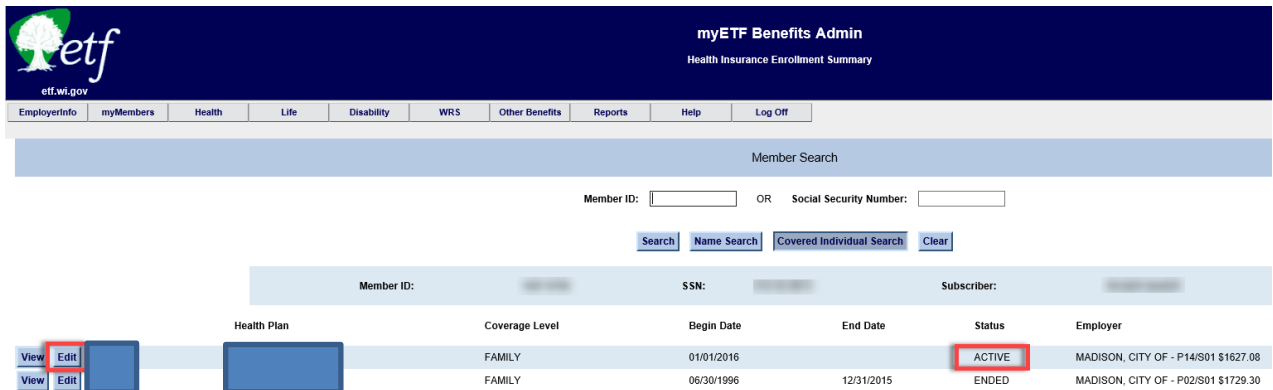 myETF Benefits Admin
etf
Health Insurance Enrollment Summary
etf.wi.gov
EmployerInfo myMembers Health Life Disability WRS Other Benefits Reports Help Log Off
Member Search
Member ID: OR Social Security Number:
Search Name Search Covered Individual Search Clear
Member ID: SSN: Subscriber:
Health Plan Coverage Level Begin Date End Date Status Employer
View Edit FAMILY 01/01/2016 ACTIVE MADISON, CITY OF - P14/S01 $1627.08
View Edit FAMILY 06/30/1996 12/31/2015 ENDED MADISON, CITY OF - P02/S01 $1729.30